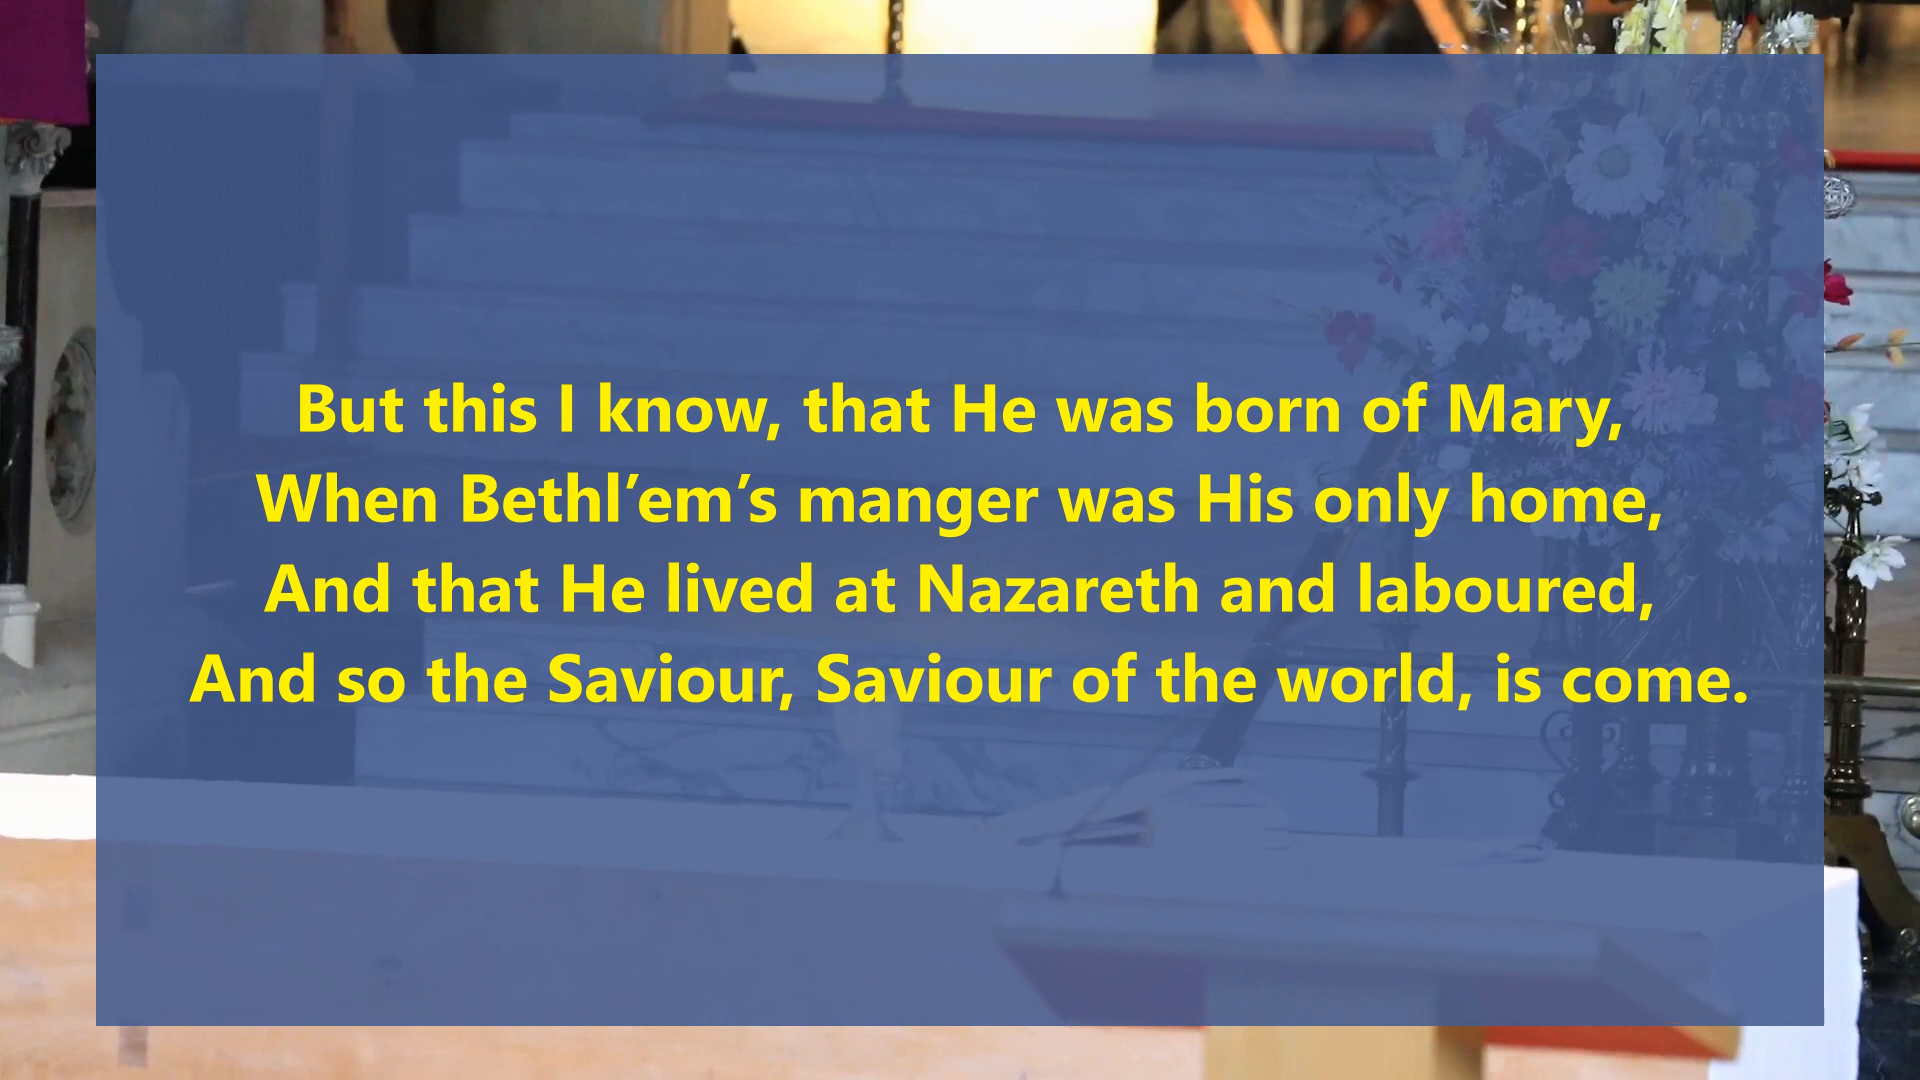 But this I know, that He was born of Mary,
When Bethl’em’s manger was His only home,
And that He lived at Nazareth and laboured,
And so the Saviour, Saviour of the world, is come.